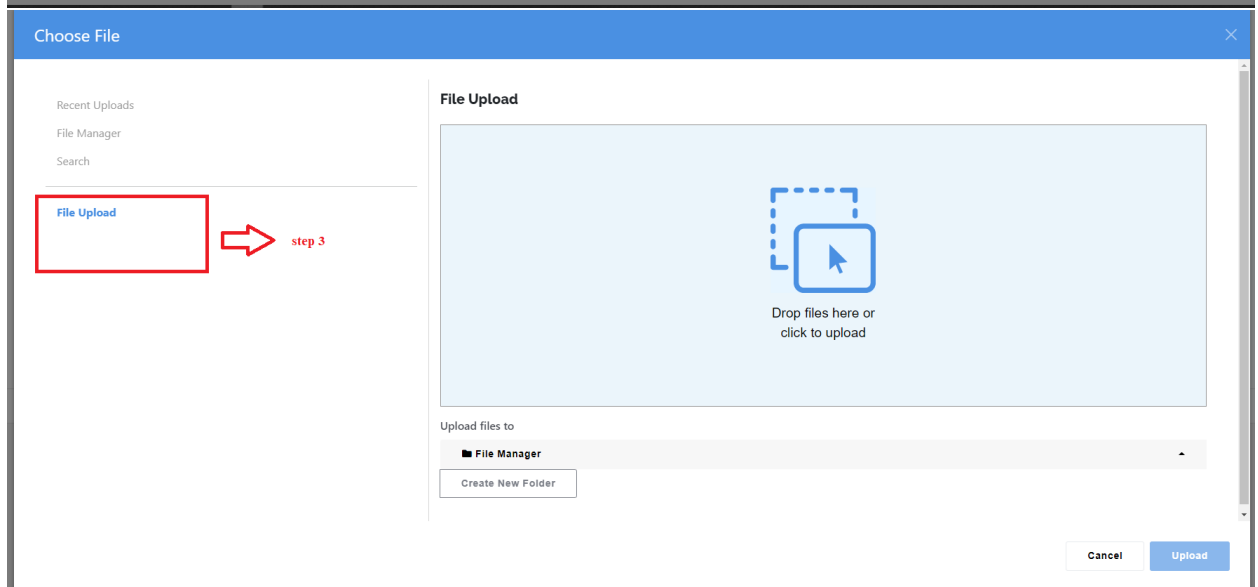 Choose File
Recent Uploads
File Manager
Search
File Upload
step 3
File Upload
Drop files here or
click to upload
Upload files to
File Manager
Create New Folder
Cancel
Upload